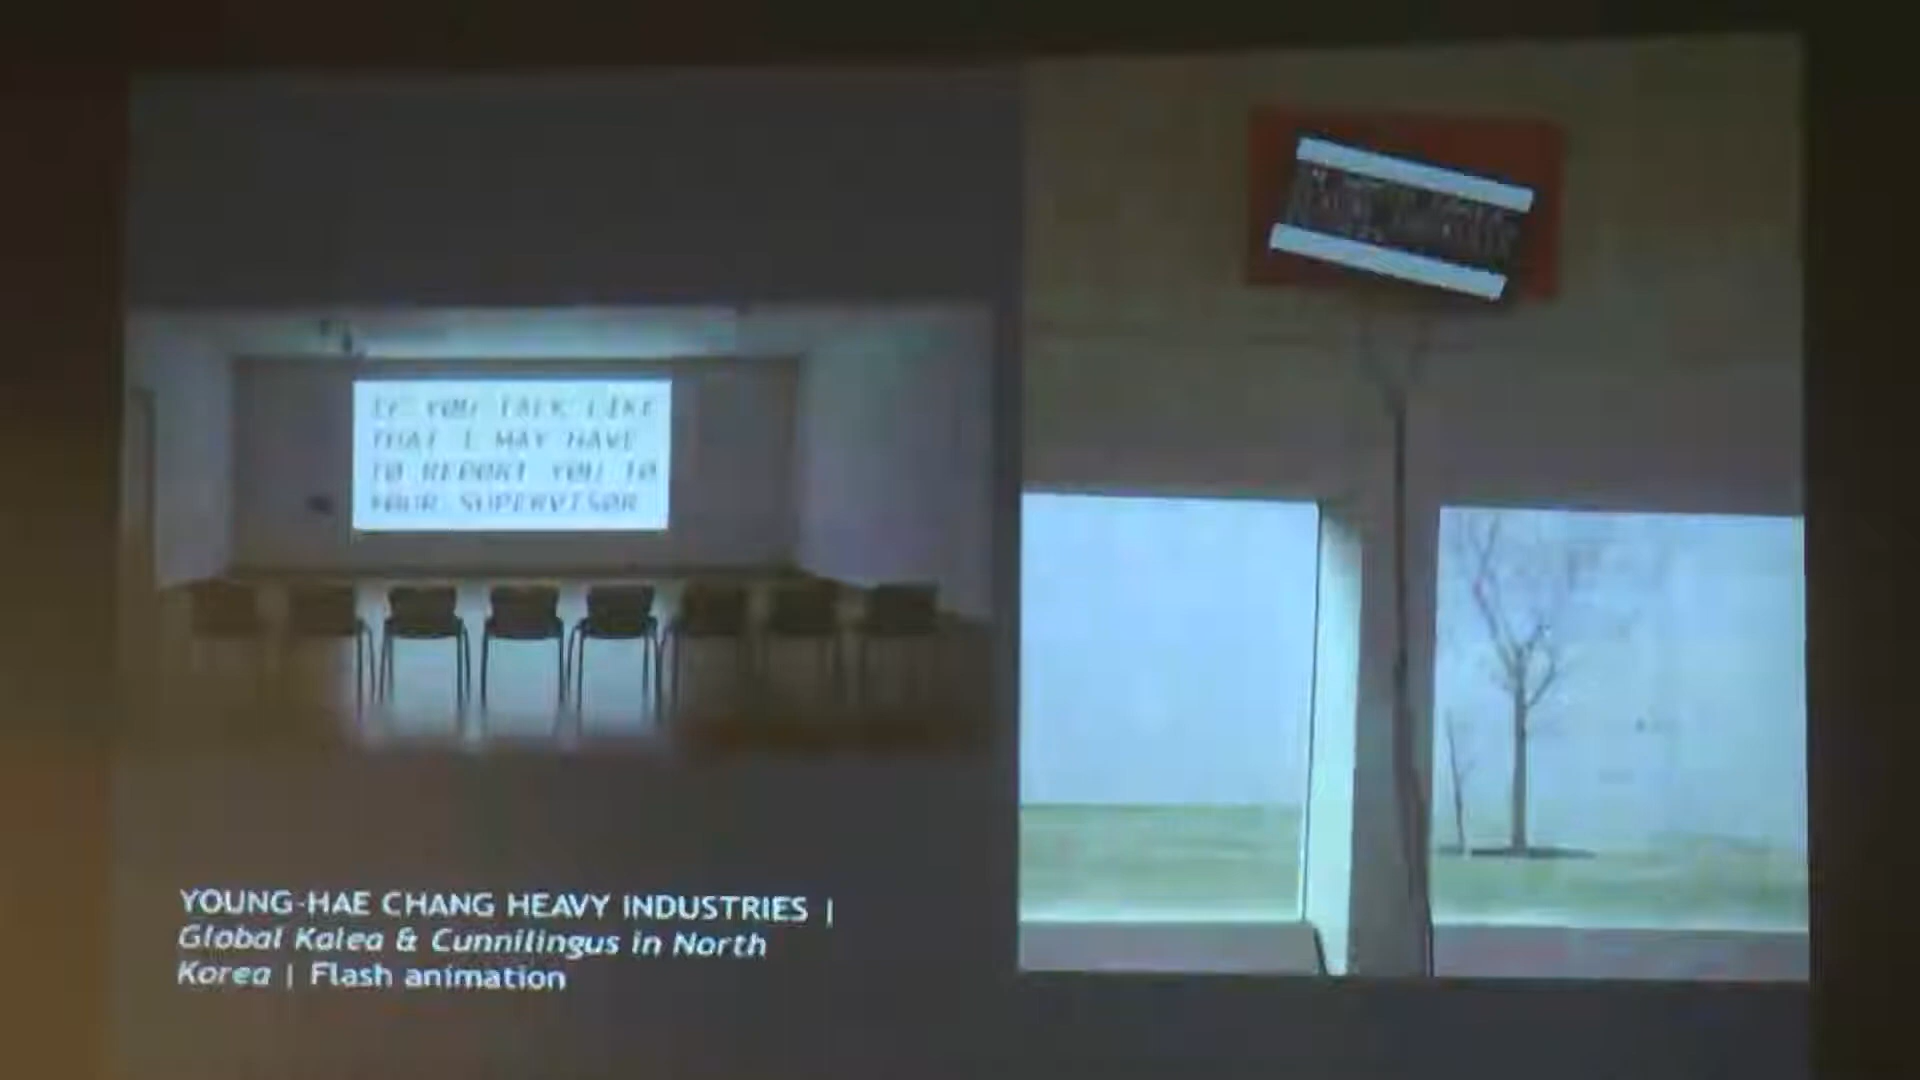 IF YOU TALK LIKE
THAT I MAY HAVE
TO REPORT YOU TO
YOUR SUPERVISOR
YOUNG-HAE CHANG HEAVY INDUSTRIES |
Global Kalea & Cunnilingus in North
Korea | Flash animation